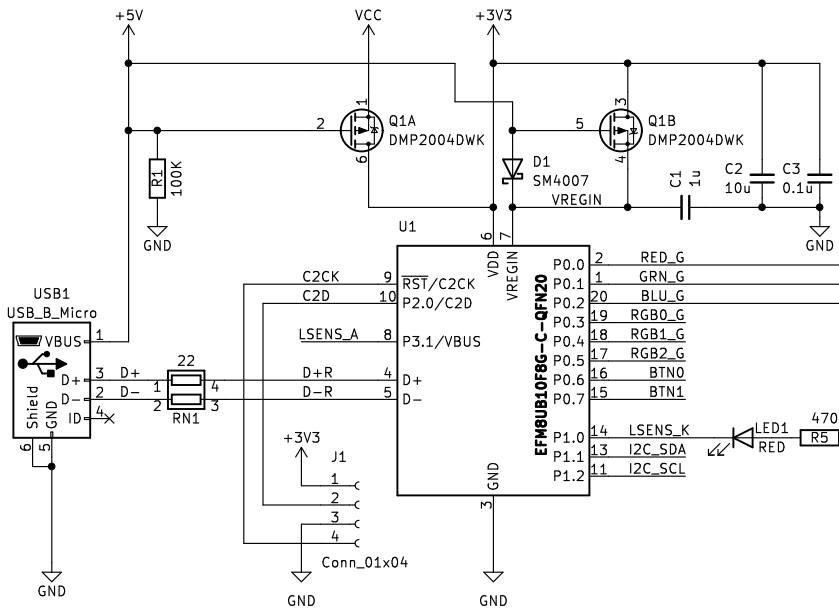 +5V
VCC
+3V3
1
2
Q1A
DMP2004DWK
6
3
5
Q1B
DMP2004DWK
4
R1
100K
GND
D1
SM4007
VREGIN
C1
1u
C2
10u
C3
0.1u
GND
U1
6
7
VDD
VREGIN
C2CK
9
RST/C2CK
C2D
10
P2.0/C2D
LSENS_A
8
P3.1/VBUS
D+R
4
D+
D-R
5
D-
EFM8UB10F8G-C-QFN20
P0.0
2
RED_G
P0.1
1
GRN_G
P0.2
20
BLU_G
P0.3
19
RGB0_G
P0.4
18
RGB1_G
P0.5
17
RGB2_G
P0.6
16
BTN0
P0.7
15
BTN1
P1.0
14
LSENS_K
P1.1
13
I2C_SDA
P1.2
11
I2C_SCL
GND
3
GND
LED1
RED
470
R5
USB1
USB_B_Micro
VBUS
1
D+
3
D+
D-
2
D-
ID
4
Shield
GND
6
5
GND
22
1
4
2
3
RN1
+3V3
J1
1
2
3
4
Conn_01x04
GND